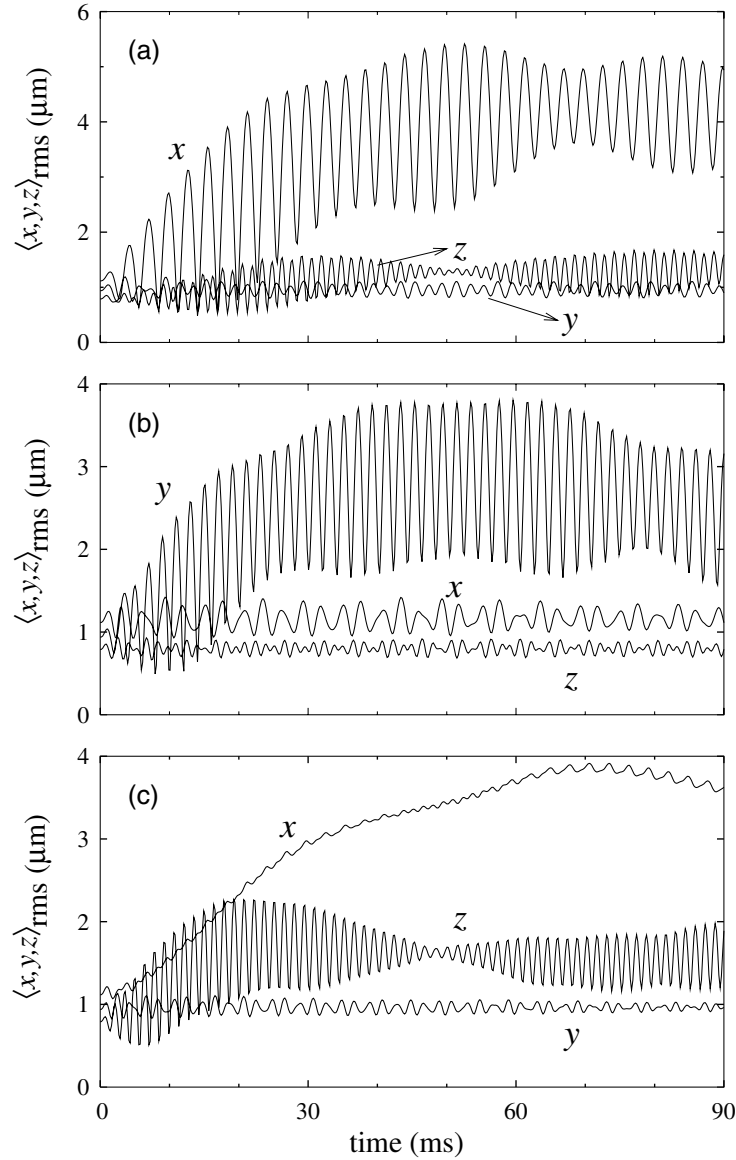 (a)
6
4
2
0
⟨x,y,z⟩rms (μm)
x
z
y
(b)
4
3
2
1
0
⟨x,y,z⟩rms (μm)
y
x
z
(c)
4
3
2
1
0
⟨x,y,z⟩rms (μm)
x
z
y
0 30 60 90
time (ms)